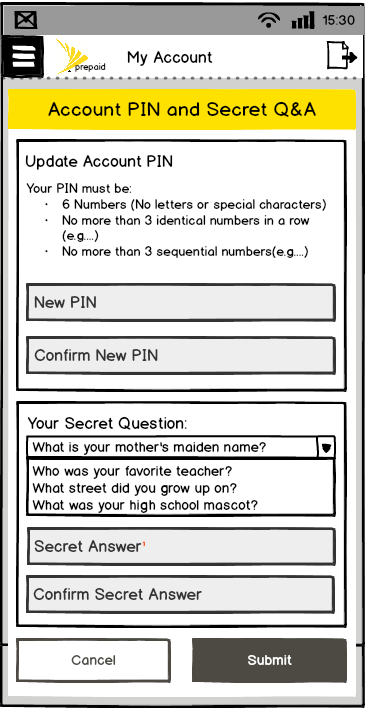 15:30
prepaid
My Account
Account PIN and Secret Q&A
Update Account PIN
Your PIN must be:
· 6 Numbers (No letters or special characters)
· No more than 3 identical numbers in a row
(e.g....)
· No more than 3 sequential numbers(e.g....)
New PIN
Confirm New PIN
Your Secret Question:
What is your mother's maiden name?
Who was your favorite teacher?
What street did you grow up on?
What was your high school mascot?
Secret Answer'
Confirm Secret Answer
Cancel
Submit